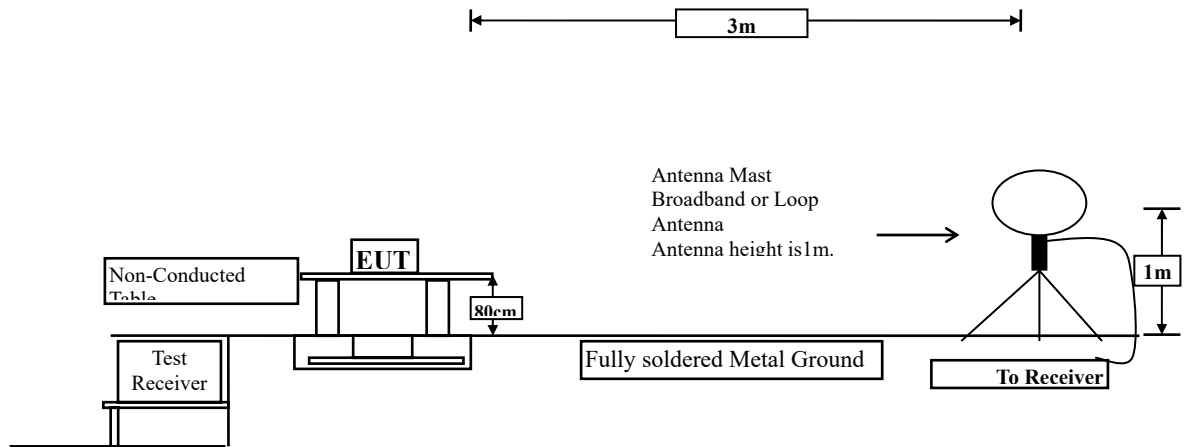 3m
Antenna Mast
Broadband or Loop
Antenna
Antenna height is1m.
EUT
Non-Conducted
Table
80cm
1m
Test
Receiver
Fully soldered Metal Ground
To Receiver